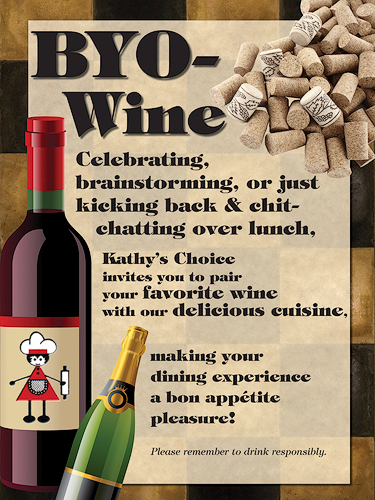 BYO-
Wine
Celebrating,
brainstorming, or just
kicking back & chit-
chatting over lunch,
Kathy's Choice
invites you to pair
your favorite wine
with our delicious cuisine,
making your
dining experience
a bon appétite
pleasure!
Please remember to drink responsibly.